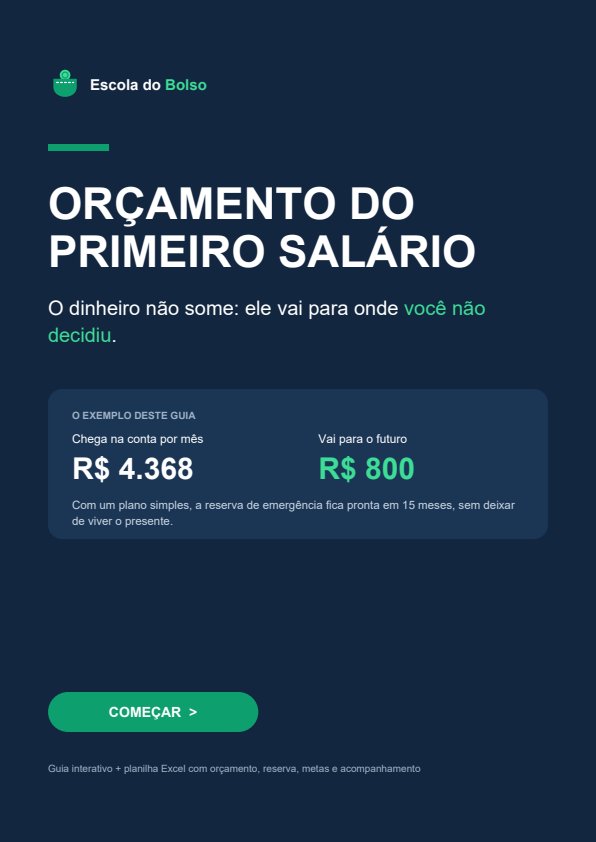 Escola do Bolso
ORÇAMENTO DO
PRIMEIRO SALÁRIO
O dinheiro não some: ele vai para onde você não
decidiu.
O EXEMPLO DESTE GUIA
Chega na conta por mês
R$ 4.368
Vai para o futuro
R$ 800
Com um plano simples, a reserva de emergência fica pronta em 15 meses, sem deixar
de viver o presente.
COMEÇAR >
Guia interativo + planilha Excel com orçamento, reserva, metas e acompanhamento